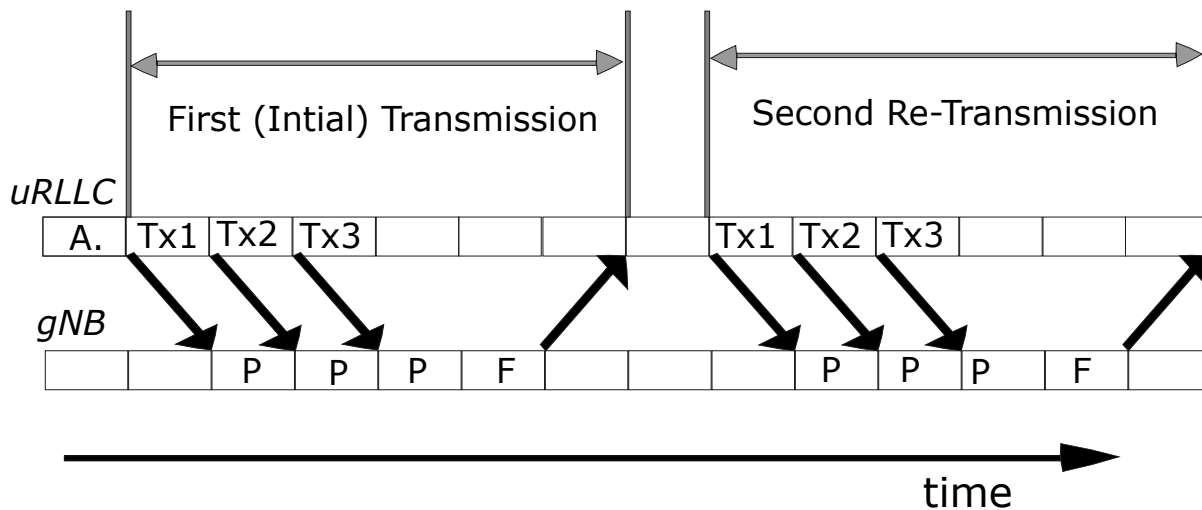 First (Intial) Transmission
Second Re-Transmission
uRLLC
A. Tx1 Tx2 Tx3 Tx1 Tx2 Tx3
gNB
P P P F P P P F
time